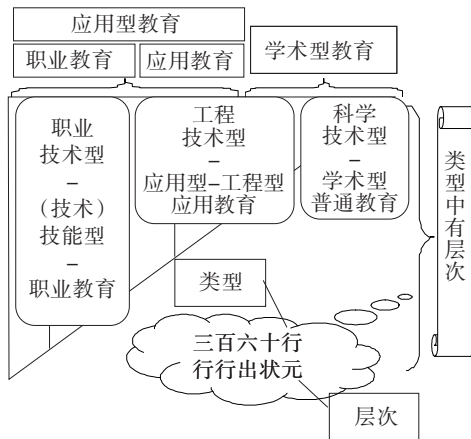 应用型教育
职业教育
应用教育
学术型教育
职业
技术型
–
(技术)
技能型
–
职业教育
工程
技术型
–
应用型–工程型
应用教育
科学
技术型
–
学术型
普通教育
类型中有层次
类型
三百六十行
行行出状元
层次